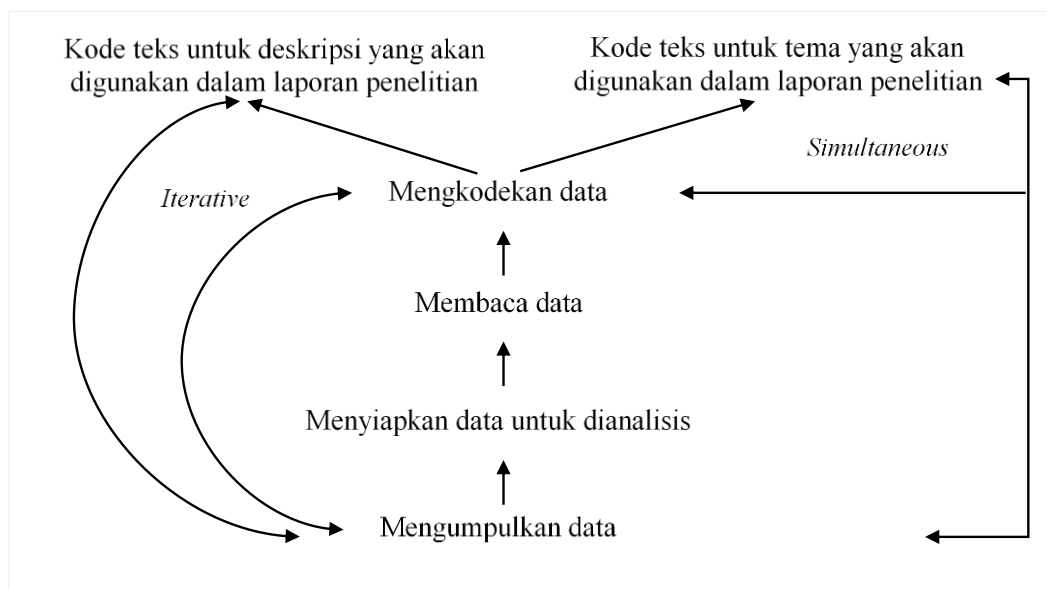 Kode teks untuk deskripsi yang akan
digunakan dalam laporan penelitian
Kode teks untuk tema yang akan
digunakan dalam laporan penelitian
Simultaneous
Iterative
Mengkodekan data
Membaca data
Menyiapkan data untuk dianalisis
Mengumpulkan data